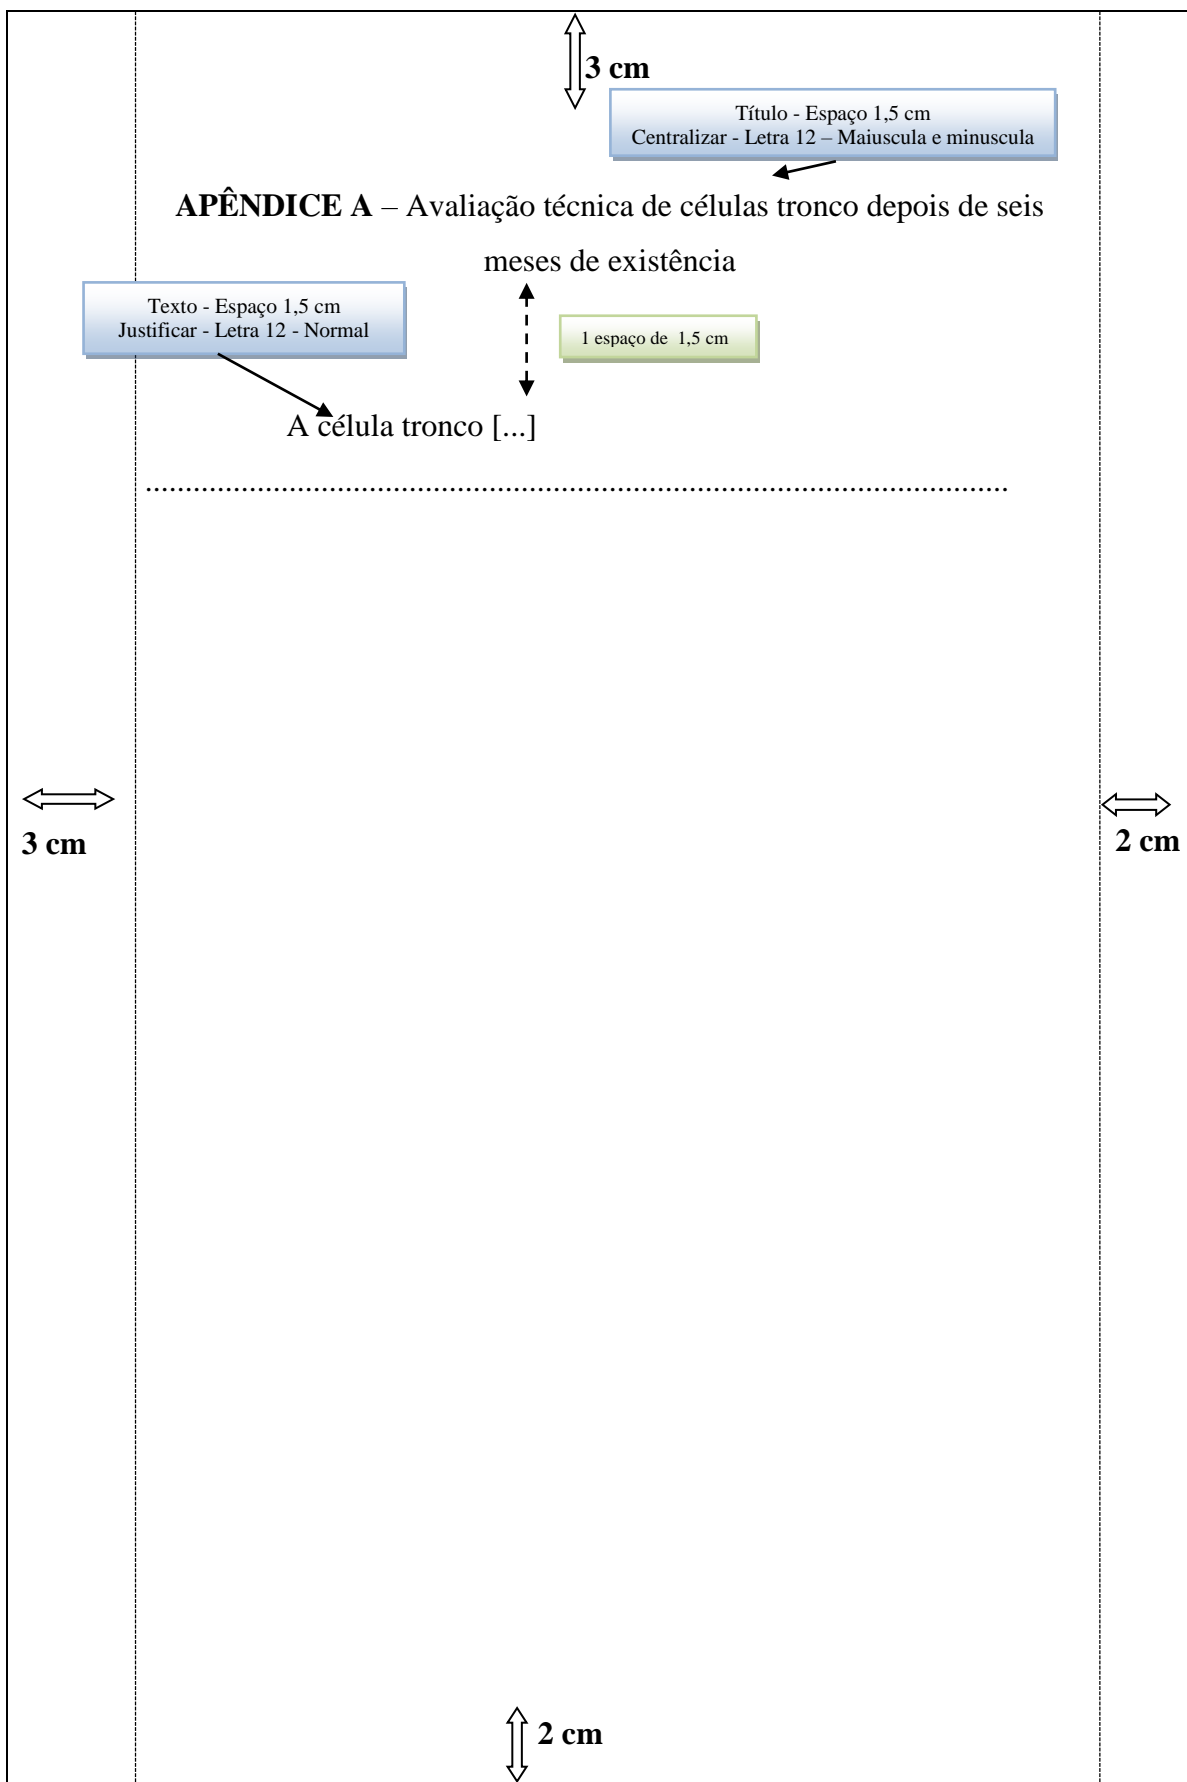 3 cm
Título - Espaço 1,5 cm
Centralizar - Letra 12 – Maiuscula e minuscula
APÊNDICE A – Avaliação técnica de células tronco depois de seis
meses de existência
Texto - Espaço 1,5 cm
Justificar - Letra 12 - Normal
1 espaço de 1,5 cm
A célula tronco [...]
............................................................................................................
3 cm
2 cm
2 cm